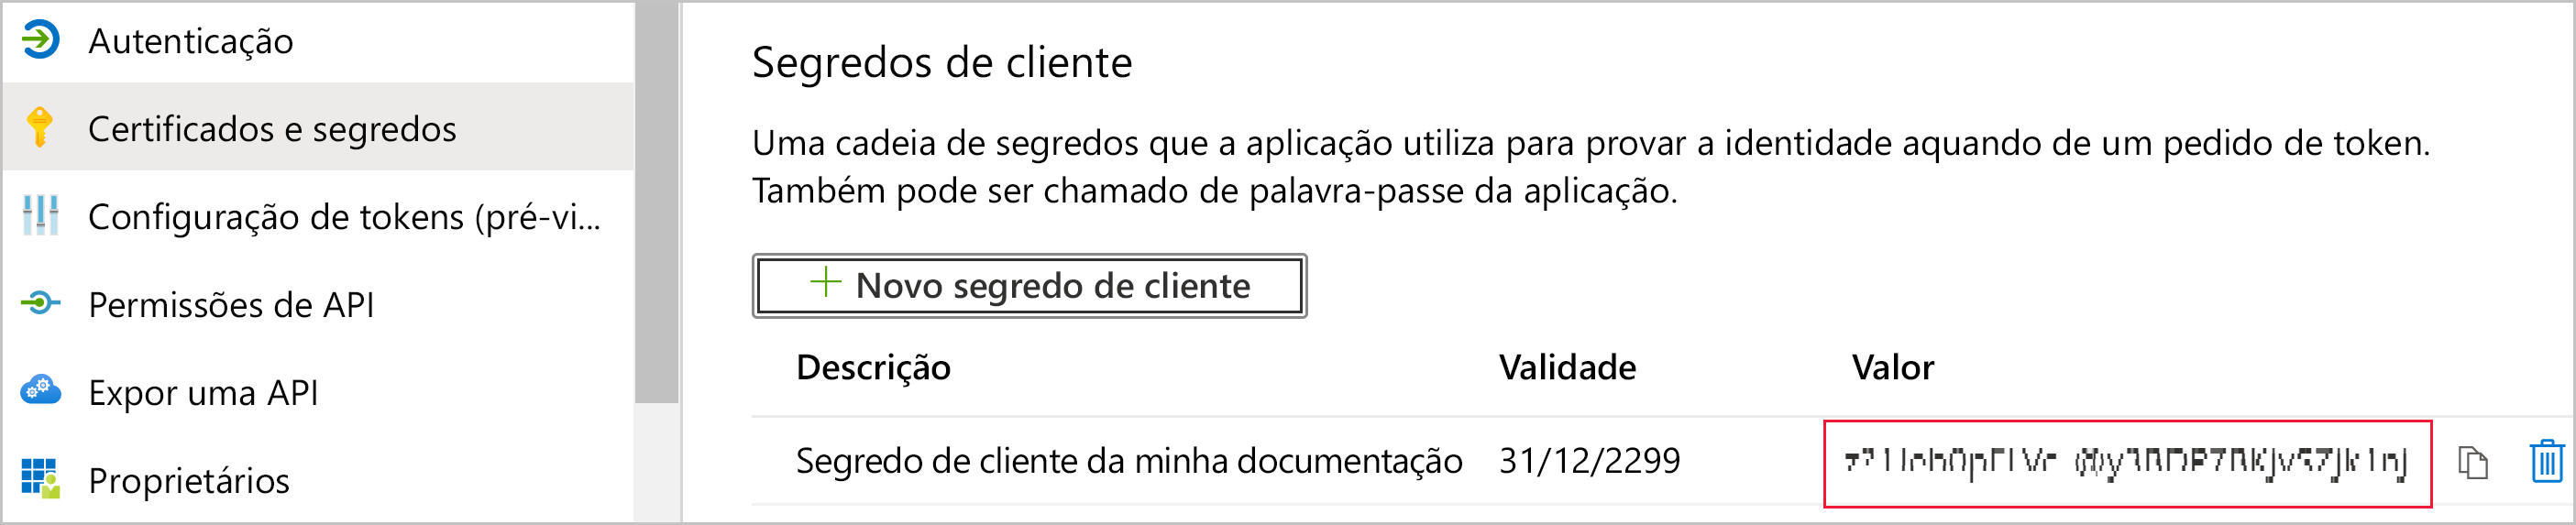 Autenticação
Certificados e segredos
Configuração de tokens (pré-vi...
Permissões de API
Expor uma API
Proprietários
Segredos de cliente
Uma cadeia de segredos que a aplicação utiliza para provar a identidade aquando de um pedido de token.
Também pode ser chamado de palavra-passe da aplicação.
Novo segredo de cliente
Descrição Validade Valor
Segredo de cliente da minha documentação 31/12/2299